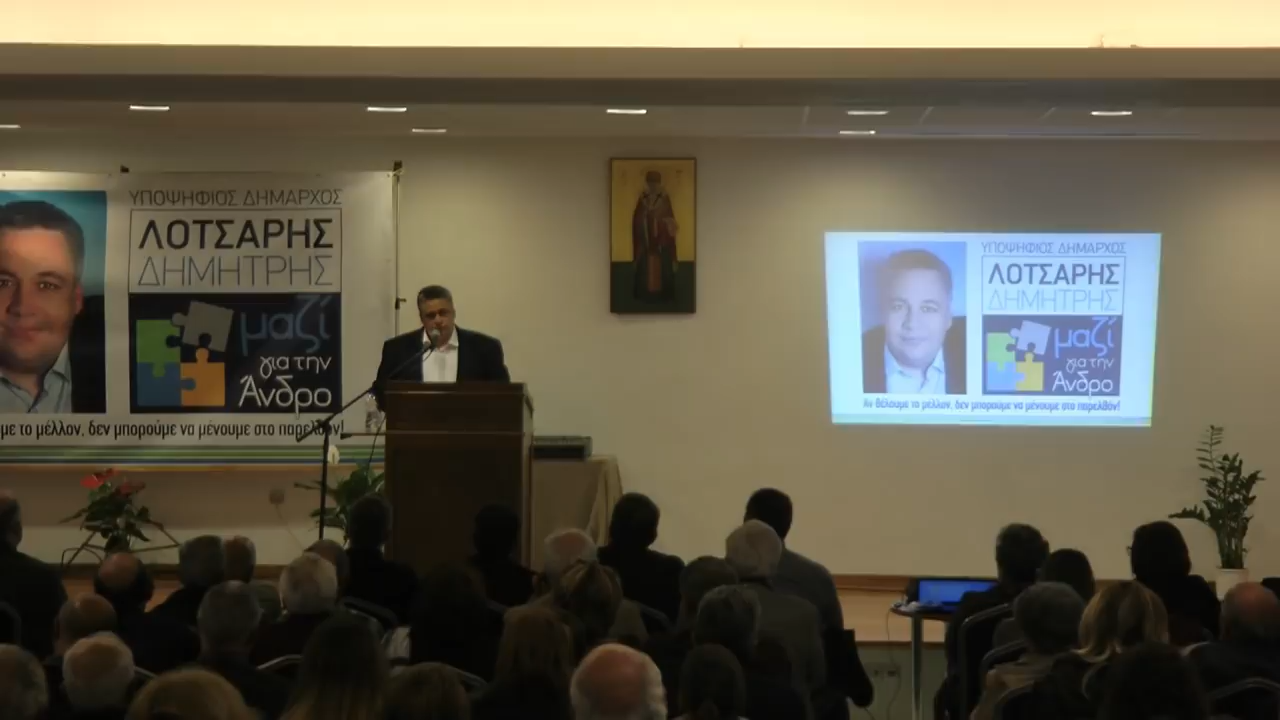 ΥΠΟΨΗΦΙΟΣ ΔΗΜΑΡΧΟΣ
ΛΟΤΣΑΡΗΣ
ΔΗΜΗΤΡΗΣ
μαζί
για την
Άνδρο
με το μέλλον, δεν μπορούμε να μένουμε στο παρελθόν!
ΥΠΟΨΗΦΙΟΣ ΔΗΜΑΡΧΟΣ
ΛΟΤΣΑΡΗΣ
ΔΗΜΗΤΡΗΣ
μαζί
για την
Άνδρο
Αν θέλουμε το μέλλον, δεν μπορούμε να μένουμε στο παρελθόν!